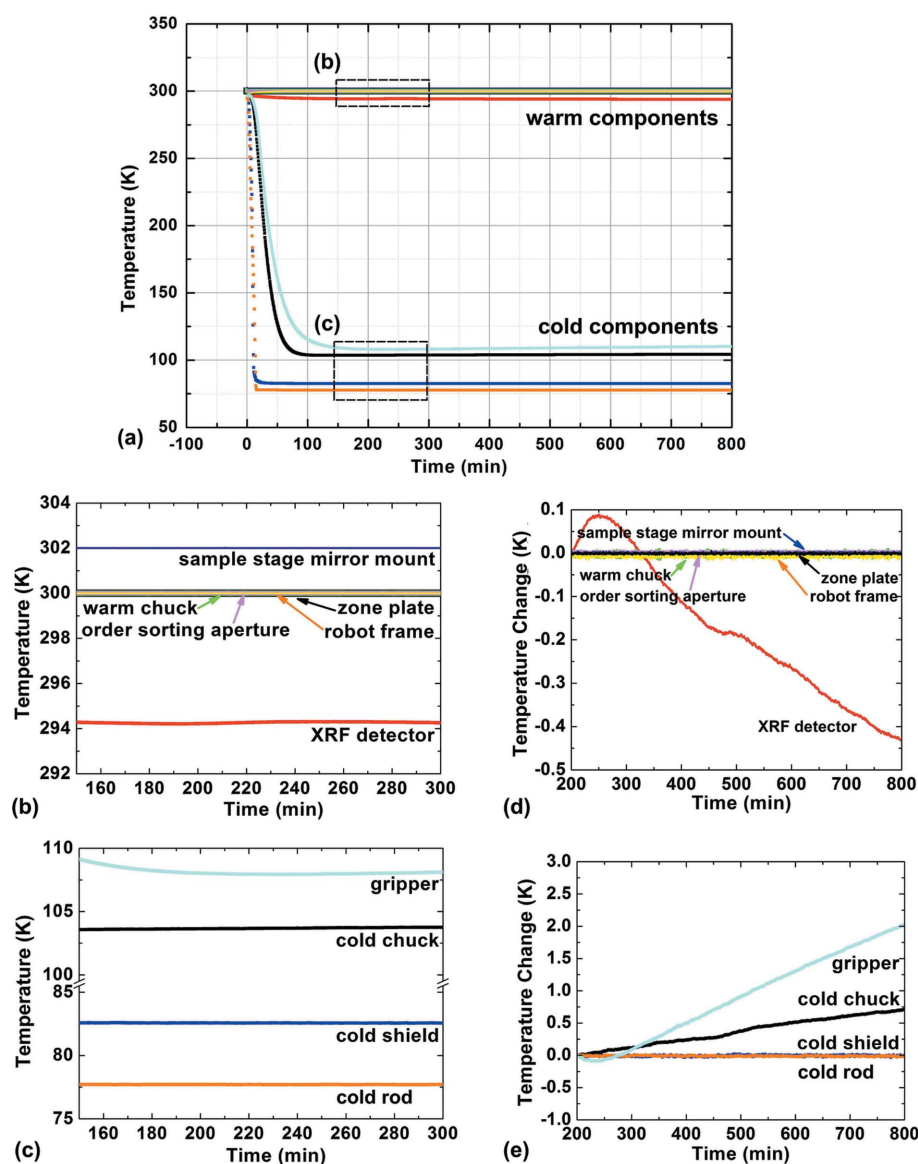 350
300
250
200
150
100
50
Temperature (K)
(b)
warm components
(c)
cold components
-100 0 100 200 300 400 500 600 700 800
Time (min)
(a)
304
302
300
298
296
294
292
Temperature (K)
sample stage mirror mount
warm chuck
zone plate
order sorting aperture
robot frame
XRF detector
160 180 200 220 240 260 280 300
Time (min)
(b)
0.1
0.0
-0.1
-0.2
-0.3
-0.4
-0.5
Temperature Change (K)
sample stage mirror mount
warm chuck
zone plate
order sorting aperture
robot frame
XRF detector
200 300 400 500 600 700 800
Time (min)
(d)
110
105
100
85
80
75
Temperature (K)
gripper
cold chuck
cold shield
cold rod
160 180 200 220 240 260 280 300
Time (min)
(c)
3.0
2.5
2.0
1.5
1.0
0.5
0.0
-0.5
-1.0
Temperature Change (K)
gripper
cold chuck
cold shield
cold rod
200 300 400 500 600 700 800
Time (min)
(e)